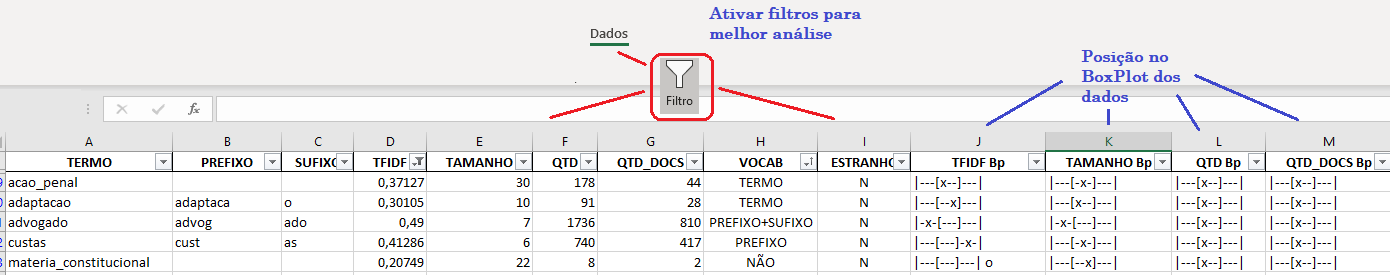 Ativar filtros para
melhor análise
Dados
Filtro
Posição no
BoxPlot dos
dados
fx
A B C D E F G H I J K L M
TERMO PREFIXO SUFIXO TFIDF TAMANHO QTD QTD_DOCS VOCAB ESTRANHO TFIDF Bp TAMANHO Bp QTD Bp QTD_DOCS Bp
acao_penal 0,37127 30 178 44 TERMO N |---[x--]---| |---[-x-]---| |---[x--]---| |---[x--]---|
adaptacao adaptaca o 0,30105 10 91 28 TERMO N |---[--x]---| |---[x--]---| |---[x--]---| |---[x--]---|
advogado advog ado 0,49 7 1736 810 PREFIXO+SUFIXO N |-x-[---]---| |-x-[---]---| |---[x--]---| |---[x--]---|
custas cust as 0,41286 6 740 417 PREFIXO N |---[---]-x-| |---[-x-]---| |---[x--]---| |---[x--]---|
materia_constitucional 0,20749 22 8 2 NÃO N |---[---]---| o |---[--x]---| |---[x--]---| |---[x--]---|